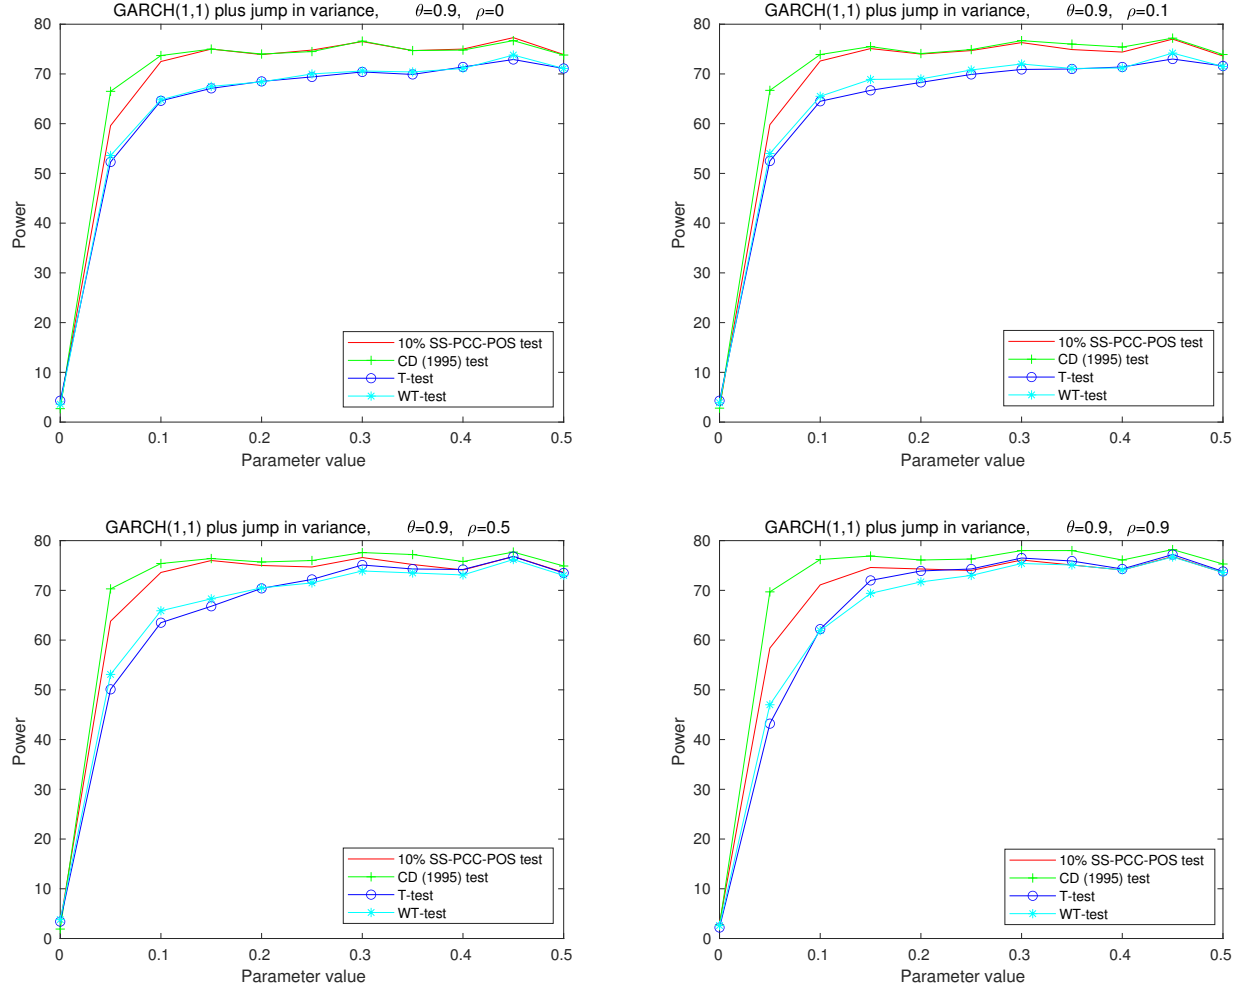 GARCH(1,1) plus jump in variance, θ=0.9, ρ=0
80
70
60
50
40
30
20
10
0
Power
0 0.1 0.2 0.3 0.4 0.5
Parameter value
10% SS-PCC-POS test
CD (1995) test
T-test
WT-test
GARCH(1,1) plus jump in variance, θ=0.9, ρ=0.1
80
70
60
50
40
30
20
10
0
Power
0 0.1 0.2 0.3 0.4 0.5
Parameter value
10% SS-PCC-POS test
CD (1995) test
T-test
WT-test
GARCH(1,1) plus jump in variance, θ=0.9, ρ=0.5
80
70
60
50
40
30
20
10
0
Power
0 0.1 0.2 0.3 0.4 0.5
Parameter value
10% SS-PCC-POS test
CD (1995) test
T-test
WT-test
GARCH(1,1) plus jump in variance, θ=0.9, ρ=0.9
80
70
60
50
40
30
20
10
0
Power
0 0.1 0.2 0.3 0.4 0.5
Parameter value
10% SS-PCC-POS test
CD (1995) test
T-test
WT-test